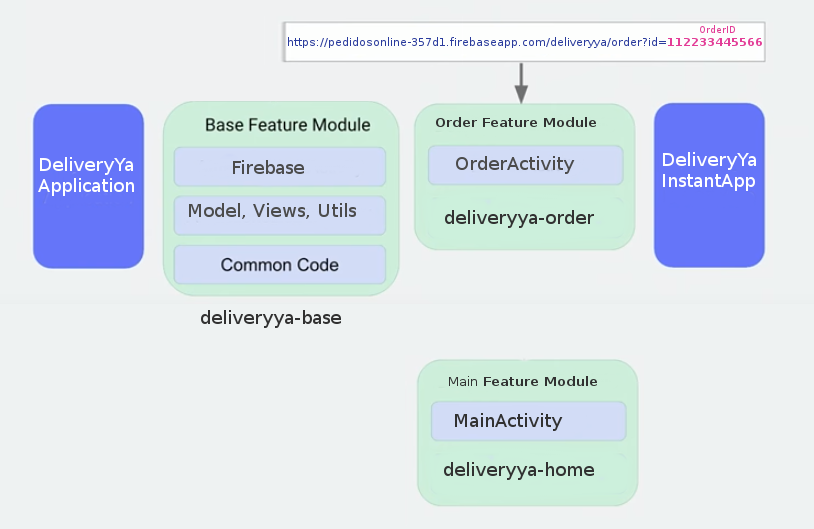 OrderID
https://pedidosonline-357d1.firebaseapp.com/deliveryya/order?id=112233445566
DeliveryYa
Application
Base Feature Module
Firebase
Model, Views, Utils
Common Code
deliveryya-base
Order Feature Module
OrderActivity
deliveryya-order
DeliveryYa
InstantApp
Main Feature Module
MainActivity
deliveryya-home